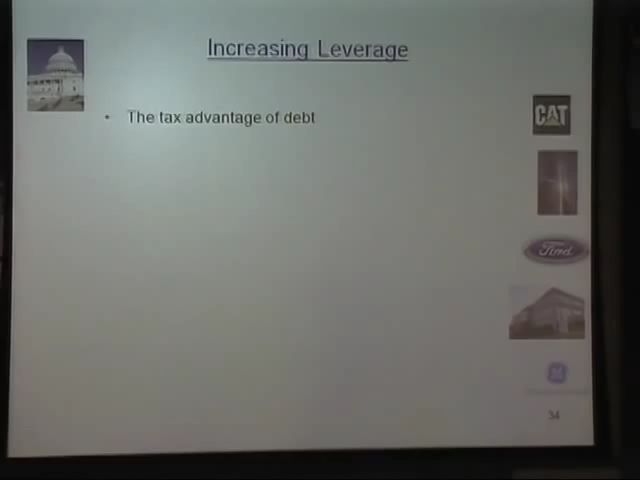 Increasing Leverage
• The tax advantage of debt
CAT
Ford
34